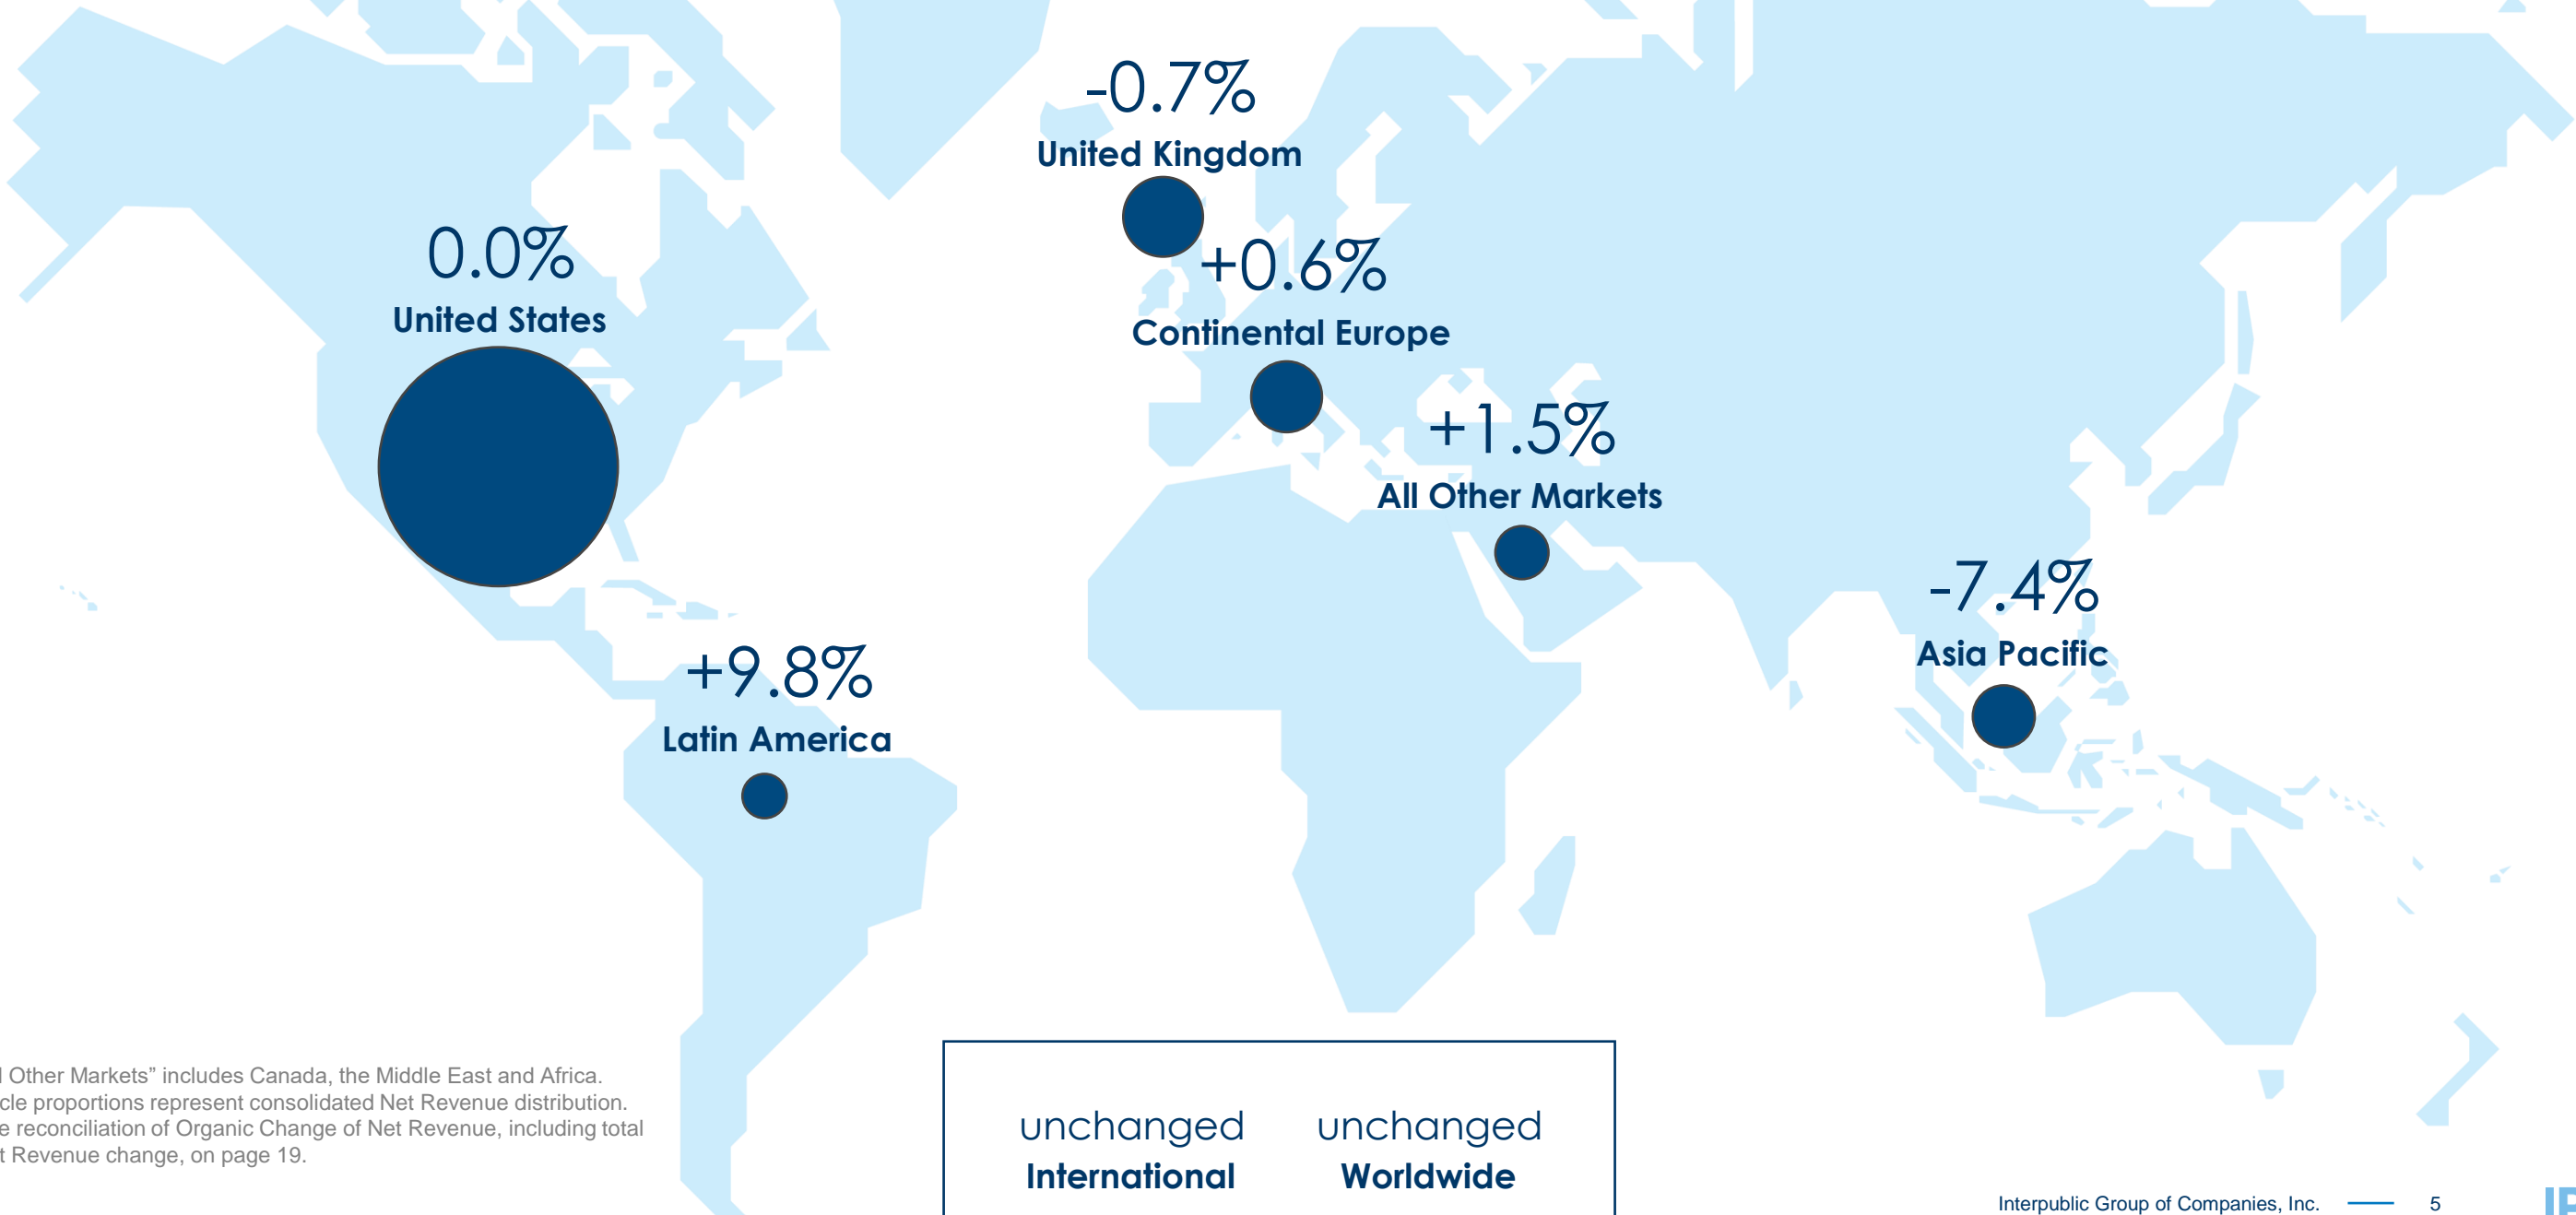 -0.7%
United Kingdom
0.0%
United States
+0.6%
Continental Europe
+1.5%
All Other Markets
-7.4%
Asia Pacific
+9.8%
Latin America
Other Markets” includes Canada, the Middle East and Africa.
proportions represent consolidated Net Revenue distribution.
reconciliation of Organic Change of Net Revenue, including total
Revenue change, on page 19.
unchanged
International
unchanged
Worldwide
Interpublic Group of Companies, Inc.
5